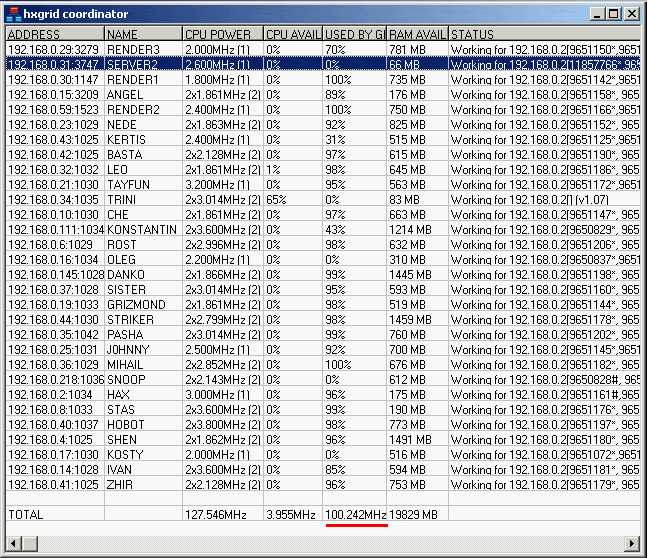 hxgrid coordinator
ADDRESS NAME CPU POWER CPU AVAIL USED BY GI RAM AVAIL STATUS
192.168.0.29:3279 RENDER3 2.000MHz (1) 0% 70% 781 MB Working for 192.168.0.2[9651150*,9651
192.168.0.31:3747 SERVER2 2.600MHz (1) 0% 0% 66 MB Working for 192.168.0.2[11857766*,965
192.168.0.30:1147 RENDER1 1.800MHz (1) 0% 100% 735 MB Working for 192.168.0.2[9651142*,9651
192.168.0.15:3209 ANGEL 2x1.861MHz (2) 0% 89% 176 MB Working for 192.168.0.2[9651158*, 965
192.168.0.59:1523 RENDER2 2.400MHz (1) 0% 100% 750 MB Working for 192.168.0.2[9651166*,9651
192.168.0.23:1029 NEDE 2x1.863MHz (2) 0% 92% 825 MB Working for 192.168.0.2[9651152*, 965
192.168.0.43:1025 KERTIS 2.400MHz (1) 0% 31% 515 MB Working for 192.168.0.2[9651125*, 965
192.168.0.42:1025 BASTA 2x2.128MHz (2) 0% 97% 615 MB Working for 192.168.0.2[9651190*, 965
192.168.0.32:1032 LEO 2x1.861MHz (2) 1% 98% 645 MB Working for 192.168.0.2[9651186*, 965
192.168.0.21:1030 TAYFUN 3.200MHz (1) 0% 95% 563 MB Working for 192.168.0.2[9651172*,9651
192.168.0.34:1035 TRINI 2x3.014MHz (2) 65% 0% 83 MB Working for 192.168.0.2[] (v1.07)
192.168.0.10:1030 CHE 2x1.861MHz (2) 0% 97% 663 MB Working for 192.168.0.2[9651147*, 965
192.168.0.111:1034 KONSTANTIN 2x3.600MHz (2) 0% 43% 1214 MB Working for 192.168.0.2[9650829*, 965
192.168.0.6:1029 ROST 2x2.996MHz (2) 0% 98% 632 MB Working for 192.168.0.2[9651206*, 965
192.168.0.16:1034 OLEG 2.200MHz (1) 0% 0% 310 MB Working for 192.168.0.2[9650837*,9651
192.168.0.145:1028 DANKO 2x1.866MHz (2) 0% 99% 1445 MB Working for 192.168.0.2[9651198*, 965
192.168.0.37:1028 SISTER 2x3.014MHz (2) 0% 95% 593 MB Working for 192.168.0.2[9651160*, 965
192.168.0.19:1033 GRIZMOND 2x1.861MHz (2) 0% 98% 519 MB Working for 192.168.0.2[9651144*, 965
192.168.0.44:1030 STRIKER 2x2.799MHz (2) 0% 98% 1459 MB Working for 192.168.0.2[9651178*, 965
192.168.0.35:1042 PASHA 2x3.014MHz (2) 0% 99% 760 MB Working for 192.168.0.2[9651202*, 965
192.168.0.25:1031 J0HNNY 2.500MHz (1) 0% 92% 700 MB Working for 192.168.0.2[9651145*,9651
192.168.0.36:1029 MIHAIL 2x2.852MHz (2) 0% 100% 676 MB Working for 192.168.0.2[9651182*, 965
192.168.0.218:1036 SNOOP 2x2.143MHz (2) 0% 0% 612 MB Working for 192.168.0.2[9650828#, 965
192.168.0.2:1034 HAX 3.000MHz (1) 0% 96% 175 MB Working for 192.168.0.2[9651161#,965
192.168.0.8:1033 STAS 2x3.600MHz (2) 0% 99% 190 MB Working for 192.168.0.2[9651176*, 965
192.168.0.40:1037 HOBOT 2x3.800MHz (2) 0% 98% 773 MB Working for 192.168.0.2[9651197*, 965
192.168.0.4:1025 SHEN 2x1.862MHz (2) 0% 96% 1491 MB Working for 192.168.0.2[9651180*, 965
192.168.0.17:1030 KOSTY 2.000MHz (1) 0% 0% 516 MB Working for 192.168.0.2[9651072*,9651
192.168.0.14:1028 IVAN 2x3.600MHz (2) 0% 85% 594 MB Working for 192.168.0.2[9651181*, 965
192.168.0.41:1025 ZHIR 2x2.128MHz (2) 0% 96% 753 MB Working for 192.168.0.2[9651179*, 965
TOTAL 127.546MHz 3.955MHz 100.242MHz 19829 MB